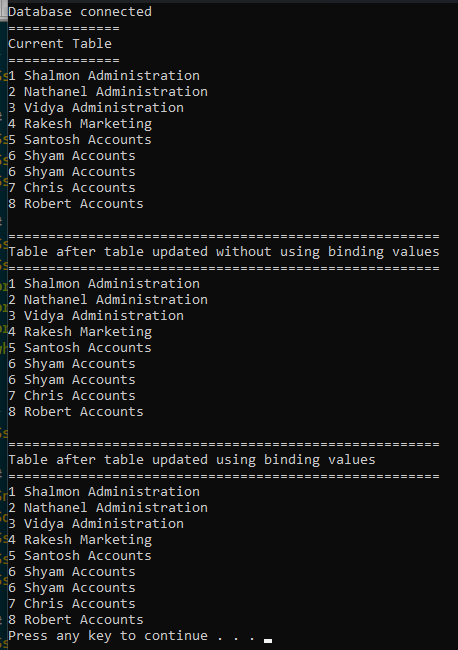 Database connected
==============
Current Table
==============
1 Shalmon Administration
2 Nathanel Administration
3 Vidya Administration
4 Rakesh Marketing
5 Santosh Accounts
6 Shyam Accounts
6 Shyam Accounts
7 Chris Accounts
8 Robert Accounts
======================================================
Table after table updated without using binding values
======================================================
1 Shalmon Administration
2 Nathanel Administration
3 Vidya Administration
4 Rakesh Marketing
5 Santosh Accounts
6 Shyam Accounts
6 Shyam Accounts
7 Chris Accounts
8 Robert Accounts
======================================================
Table after table updated using binding values
======================================================
1 Shalmon Administration
2 Nathanel Administration
3 Vidya Administration
4 Rakesh Marketing
5 Santosh Accounts
6 Shyam Accounts
6 Shyam Accounts
7 Chris Accounts
8 Robert Accounts
Press any key to continue . . .